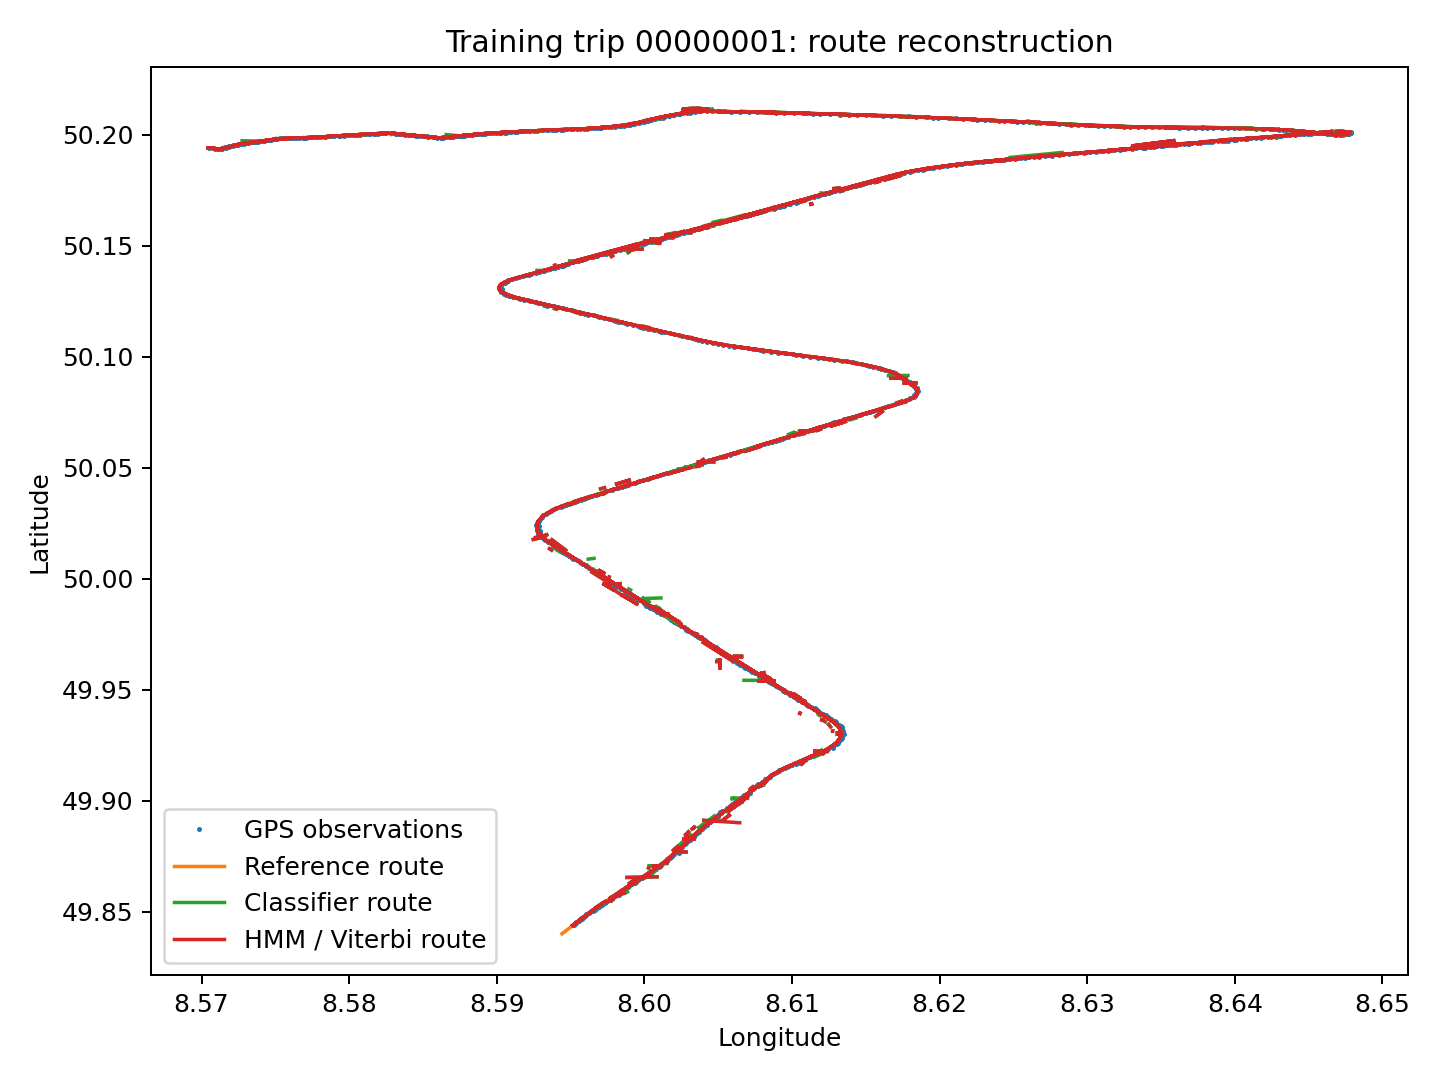 Training trip 00000001: route reconstruction
Latitude
50.20
50.15
50.10
50.05
50.00
49.95
49.90
49.85
GPS observations
Reference route
Classifier route
HMM / Viterbi route
8.57 8.58 8.59 8.60 8.61 8.62 8.63 8.64 8.65
Longitude